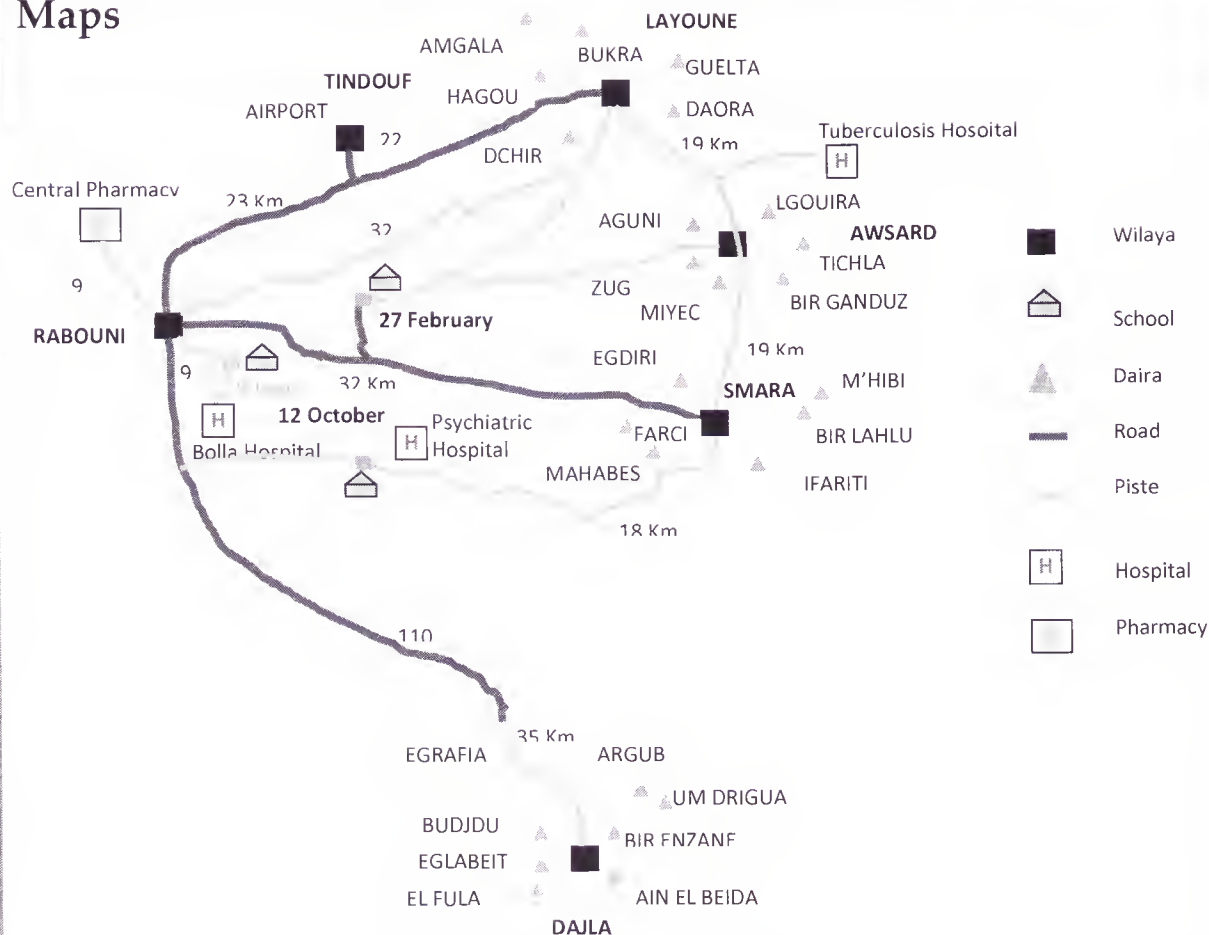 Maps
LAYOUNE
AMGALA
BUKRA
GUELTA
TINDOUF
HAGOU
AIRPORT
DAORA
22
Tuberculosis Hosoital
19 Km
DCHIR
H
Central Pharmacy
23 Km
LGOUIRA
AGUNI
AWSARD
32
Wilaya
TICHLA
9
ZUG
BIR GANDUZ
MIYEC
School
27 February
RABOUNI
19 Km
EGDIRI
9
32 Km
SMARA
M'HIBI
Daira
12 October
H
Psychiatric
Hospital
H
FARCI
BIR LAHLU
Road
Bolla Hospital
MAHABES
IFARITI
Piste
18 Km
H
Hospital
110
Pharmacy
35 Km
EGRAFIA
ARGUB
UM DRIGUA
BUDJDU
BIR ENZANE
EGLABEIT
EL FULA
AIN EL BEIDA
DAJLA